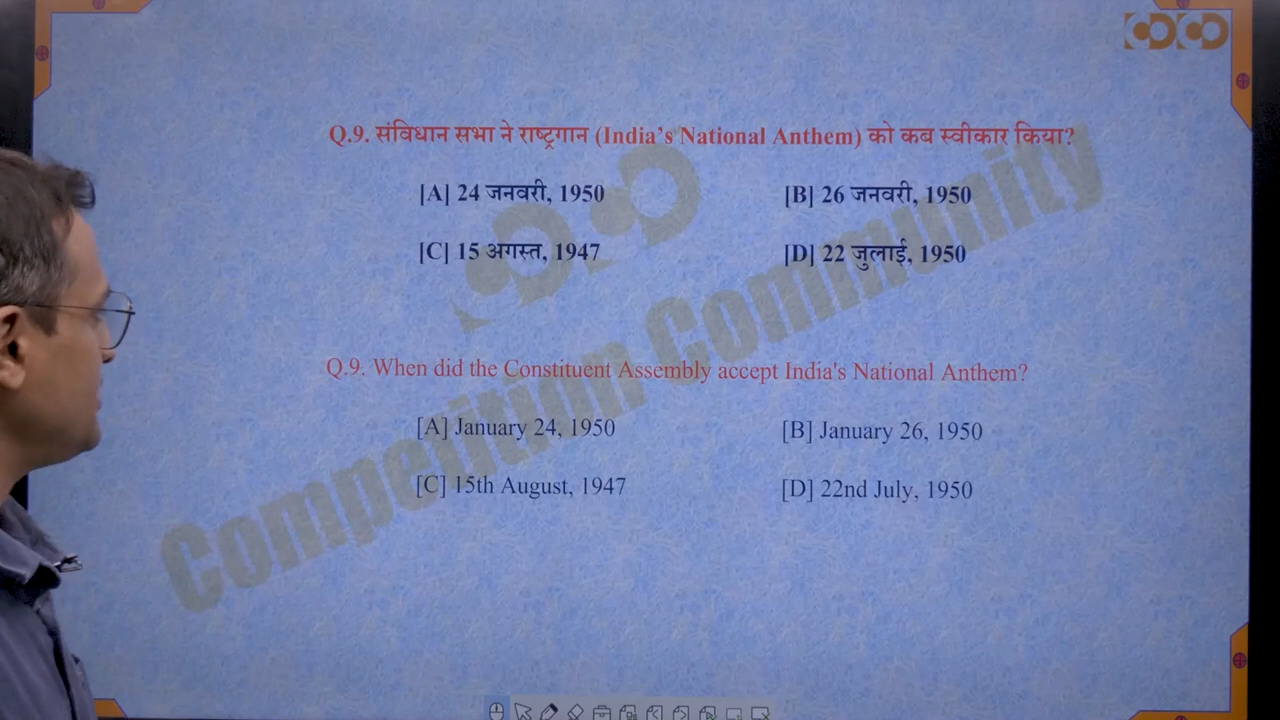 Q.9. संविधान सभा ने राष्ट्रगान (India's National Anthem) को कब स्वीकार किया?
[A] 24 जनवरी, 1950 [B] 26 जनवरी, 1950
[C] 15 अगस्त, 1947 [D] 22 जुलाई, 1950
Competition Community
Q.9. When did the Constituent Assembly accept India's National Anthem?
[A] January 24, 1950 [B] January 26, 1950
[C] 15th August, 1947 [D] 22nd July, 1950